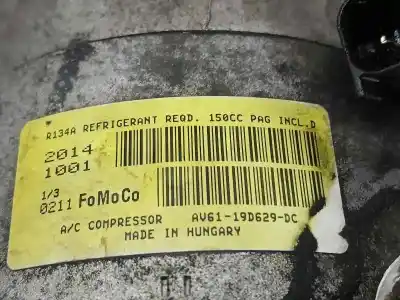 R134A REFRIGERANT REQD. 150CC PAG INCL.D
2014
1001
1/3
0211 FoMoCo
A/C COMPRESSOR AV61-19D629-DC
MADE IN HUNGARY